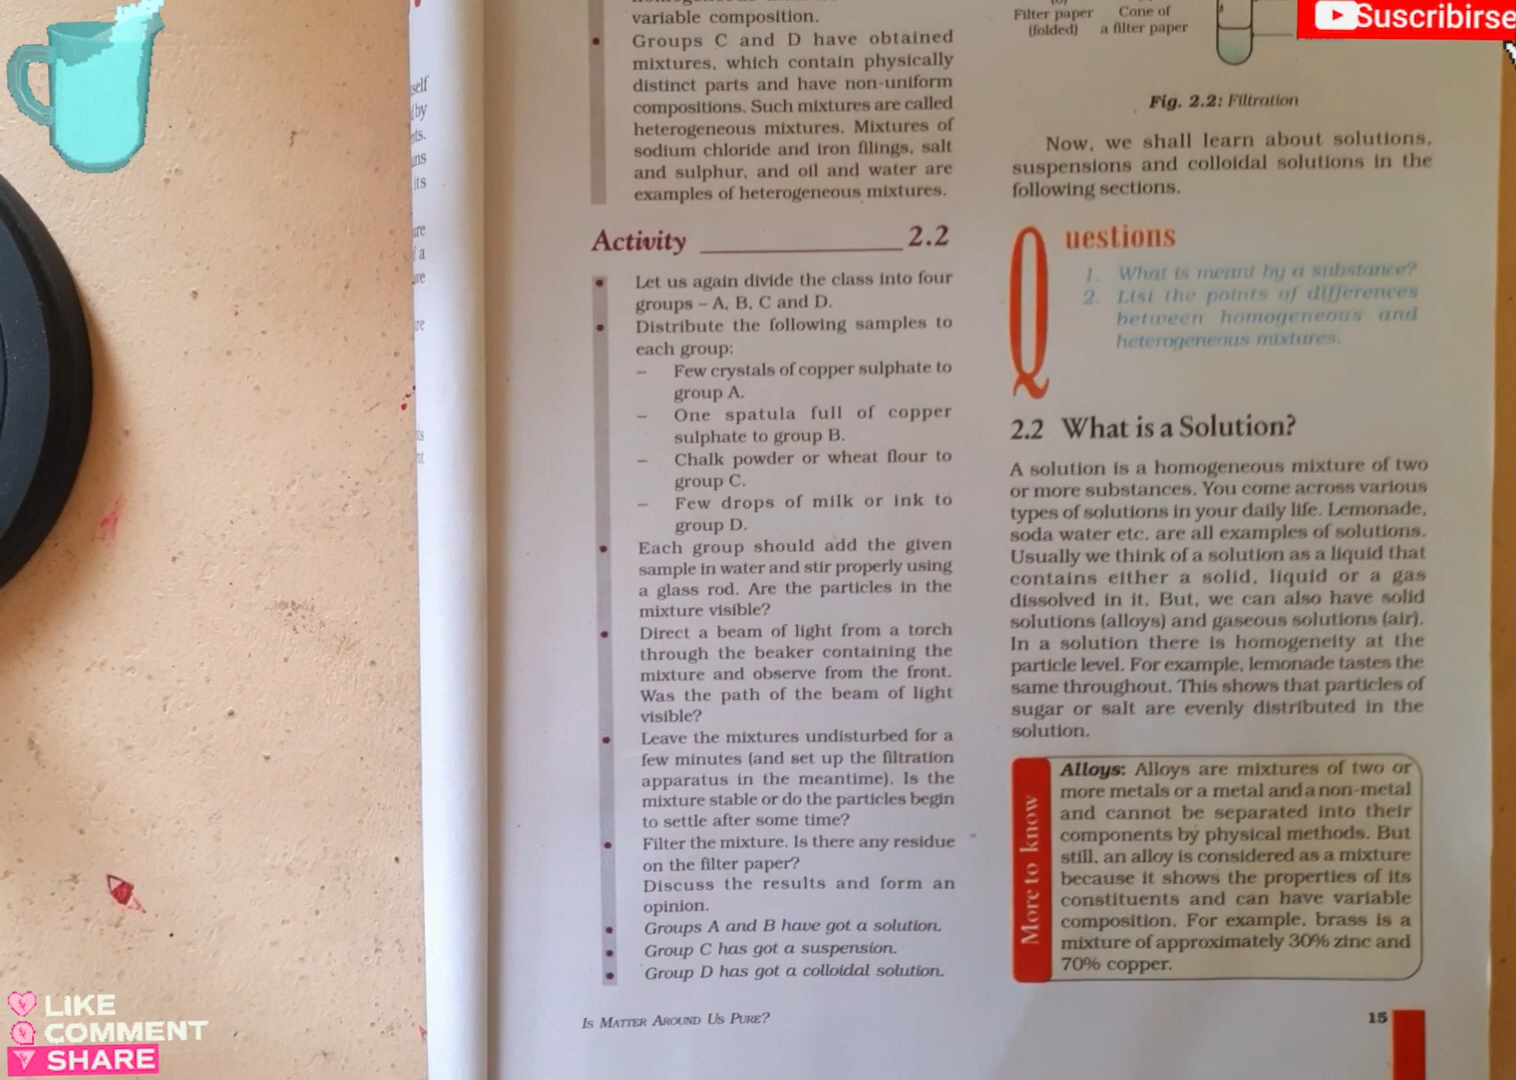 variable composition.
Groups C and D have obtained
mixtures, which contain physically
distinct parts and have non-uniform
compositions. Such mixtures are called
heterogeneous mixtures. Mixtures of
sodium chloride and iron filings, salt
and sulphur, and oil and water are
examples of heterogeneous mixtures.
Activity 2.2
Let us again divide the class into four
groups – A, B, C and D.
Distribute the following samples to
each group:
– Few crystals of copper sulphate to
group A.
– One spatula full of copper
sulphate to group B.
– Chalk powder or wheat flour to
group C.
– Few drops of milk or ink to
group D.
Each group should add the given
sample in water and stir properly using
a glass rod. Are the particles in the
mixture visible?
Direct a beam of light from a torch
through the beaker containing the
mixture and observe from the front.
Was the path of the beam of light
visible?
Leave the mixtures undisturbed for a
few minutes (and set up the filtration
apparatus in the meantime). Is the
mixture stable or do the particles begin
to settle after some time?
Filter the mixture. Is there any residue
on the filter paper?
Discuss the results and form an
opinion.
Groups A and B have got a solution.
Group C has got a suspension.
Group D has got a colloidal solution.
Filter paper Cone of
(folded) a filter paper
Fig. 2.2: Filtration
Now, we shall learn about solutions,
suspensions and colloidal solutions in the
following sections.
Questions
1. What is meant by a substance?
2. List the points of differences
between homogeneous and
heterogeneous mixtures.
2.2 What is a Solution?
A solution is a homogeneous mixture of two
or more substances. You come across various
types of solutions in your daily life. Lemonade,
soda water etc. are all examples of solutions.
Usually we think of a solution as a liquid that
contains either a solid, liquid or a gas
dissolved in it. But, we can also have solid
solutions (alloys) and gaseous solutions (air).
In a solution there is homogeneity at the
particle level. For example, lemonade tastes the
same throughout. This shows that particles of
sugar or salt are evenly distributed in the
solution.
More to know
Alloys: Alloys are mixtures of two or
more metals or a metal and a non-metal
and cannot be separated into their
components by physical methods. But
still, an alloy is considered as a mixture
because it shows the properties of its
constituents and can have variable
composition. For example, brass is a
mixture of approximately 30% zinc and
70% copper.
Is Matter Around Us Pure?
15
Suscribirse
LIKE
COMMENT
SHARE